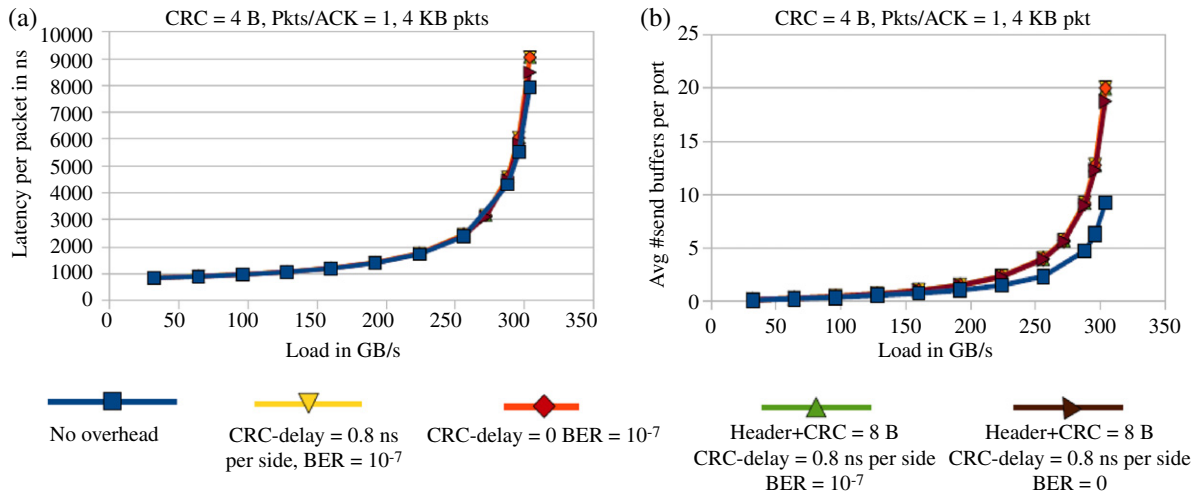 (a)
CRC = 4 B, Pkts/ACK = 1, 4 KB pkts
Latency per packet in ns
10000
9000
8000
7000
6000
5000
4000
3000
2000
1000
0
0 50 100 150 200 250 300 350
Load in GB/s
(b)
CRC = 4 B, Pkts/ACK = 1, 4 KB pkt
Avg #send buffers per port
25
20
15
10
5
0
0 50 100 150 200 250 300 350
Load in GB/s
No overhead
CRC-delay = 0.8 ns
per side, BER = 10⁻⁷
CRC-delay = 0 BER = 10⁻⁷
Header+CRC = 8 B
CRC-delay = 0.8 ns per side
BER = 10⁻⁷
Header+CRC = 8 B
CRC-delay = 0.8 ns per side
BER = 0